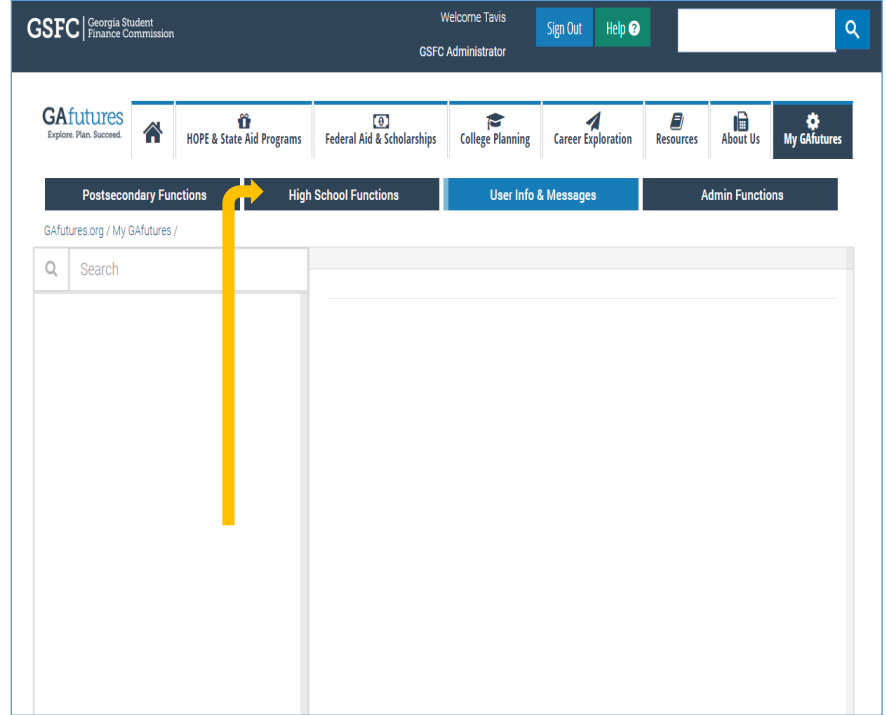 GSFC Georgia Student
Finance Commission
Welcome Tavis
GSFC Administrator
Sign Out
Help ?
GAfutures
Explore. Plan. Succeed.
HOPE & State Aid Programs
Federal Aid & Scholarships
College Planning
Career Exploration
Resources
About Us
My GAfutures
Postsecondary Functions
High School Functions
User Info & Messages
Admin Functions
GAfutures.org / My GAfutures /
Search